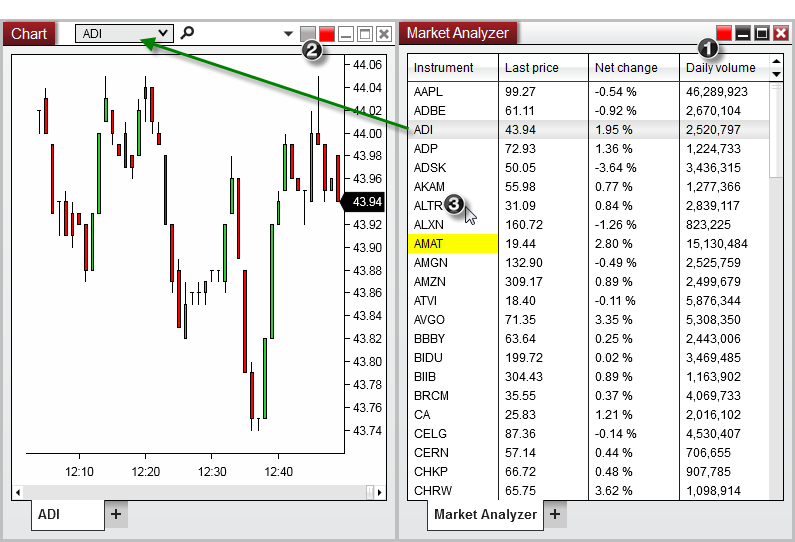 Chart
ADI
2
44.06
44.04
44.02
44.00
43.98
43.96
43.94
43.92
43.90
43.88
43.86
43.84
43.82
43.80
43.78
43.76
43.74
12:10 12:20 12:30 12:40
ADI +
Market Analyzer
1
Instrument Last price Net change Daily volume
AAPL 99.27 -0.54 % 46,289,923
ADBE 61.11 -0.92 % 2,670,104
ADI 43.94 1.95 % 2,520,797
ADP 72.93 1.36 % 1,224,733
ADSK 50.05 -3.64 % 3,436,315
AKAM 55.98 0.77 % 1,277,366
ALTR 3 31.09 0.84 % 2,839,117
ALXN 160.72 -1.26 % 823,225
AMAT 19.44 2.80 % 15,130,484
AMGN 132.90 -0.49 % 2,525,759
AMZN 309.17 0.89 % 2,499,679
ATVI 18.40 -0.11 % 5,876,344
AVGO 71.35 3.35 % 5,308,350
BBBY 63.64 0.25 % 2,443,006
BIDU 199.72 0.02 % 3,469,485
BIIB 304.43 0.89 % 1,163,902
BRCM 35.55 0.37 % 4,069,733
CA 25.83 1.21 % 2,016,102
CELG 87.36 -0.14 % 4,530,407
CERN 57.14 0.44 % 706,655
CHKP 66.72 0.48 % 907,785
CHRW 65.75 3.62 % 1,098,914
Market Analyzer +